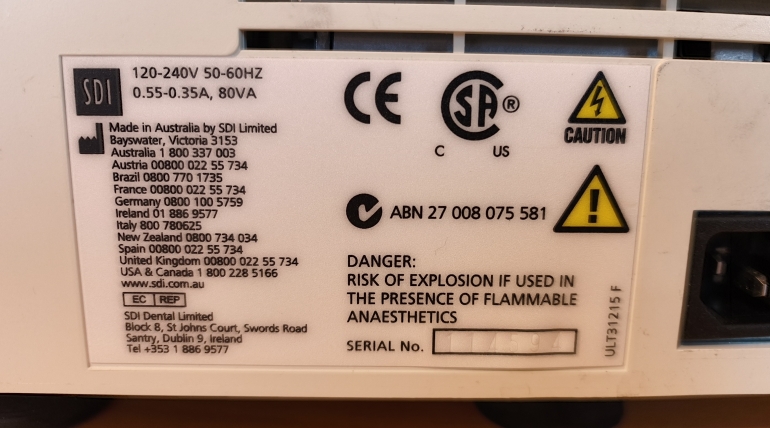 SDI
120-240V 50-60HZ
0.55-0.35A, 80VA
Made in Australia by SDI Limited
Bayswater, Victoria 3153
Australia 1 800 337 003
Austria 00800 022 55 734
Brazil 0800 770 1735
France 00800 022 55 734
Germany 0800 100 5759
Ireland 01 886 9577
Italy 800 780625
New Zealand 0800 734 034
Spain 00800 022 55 734
United Kingdom 00800 022 55 734
USA & Canada 1 800 228 5166
www.sdi.com.au
EC REP
SDI Dental Limited
Block 8, St Johns Court, Swords Road
Santry, Dublin 9, Ireland
Tel +353 1 886 9577
CE
SA ®
C US
CAUTION
ABN 27 008 075 581
!
DANGER:
RISK OF EXPLOSION IF USED IN
THE PRESENCE OF FLAMMABLE
ANAESTHETICS
SERIAL No.
ULT31215 F